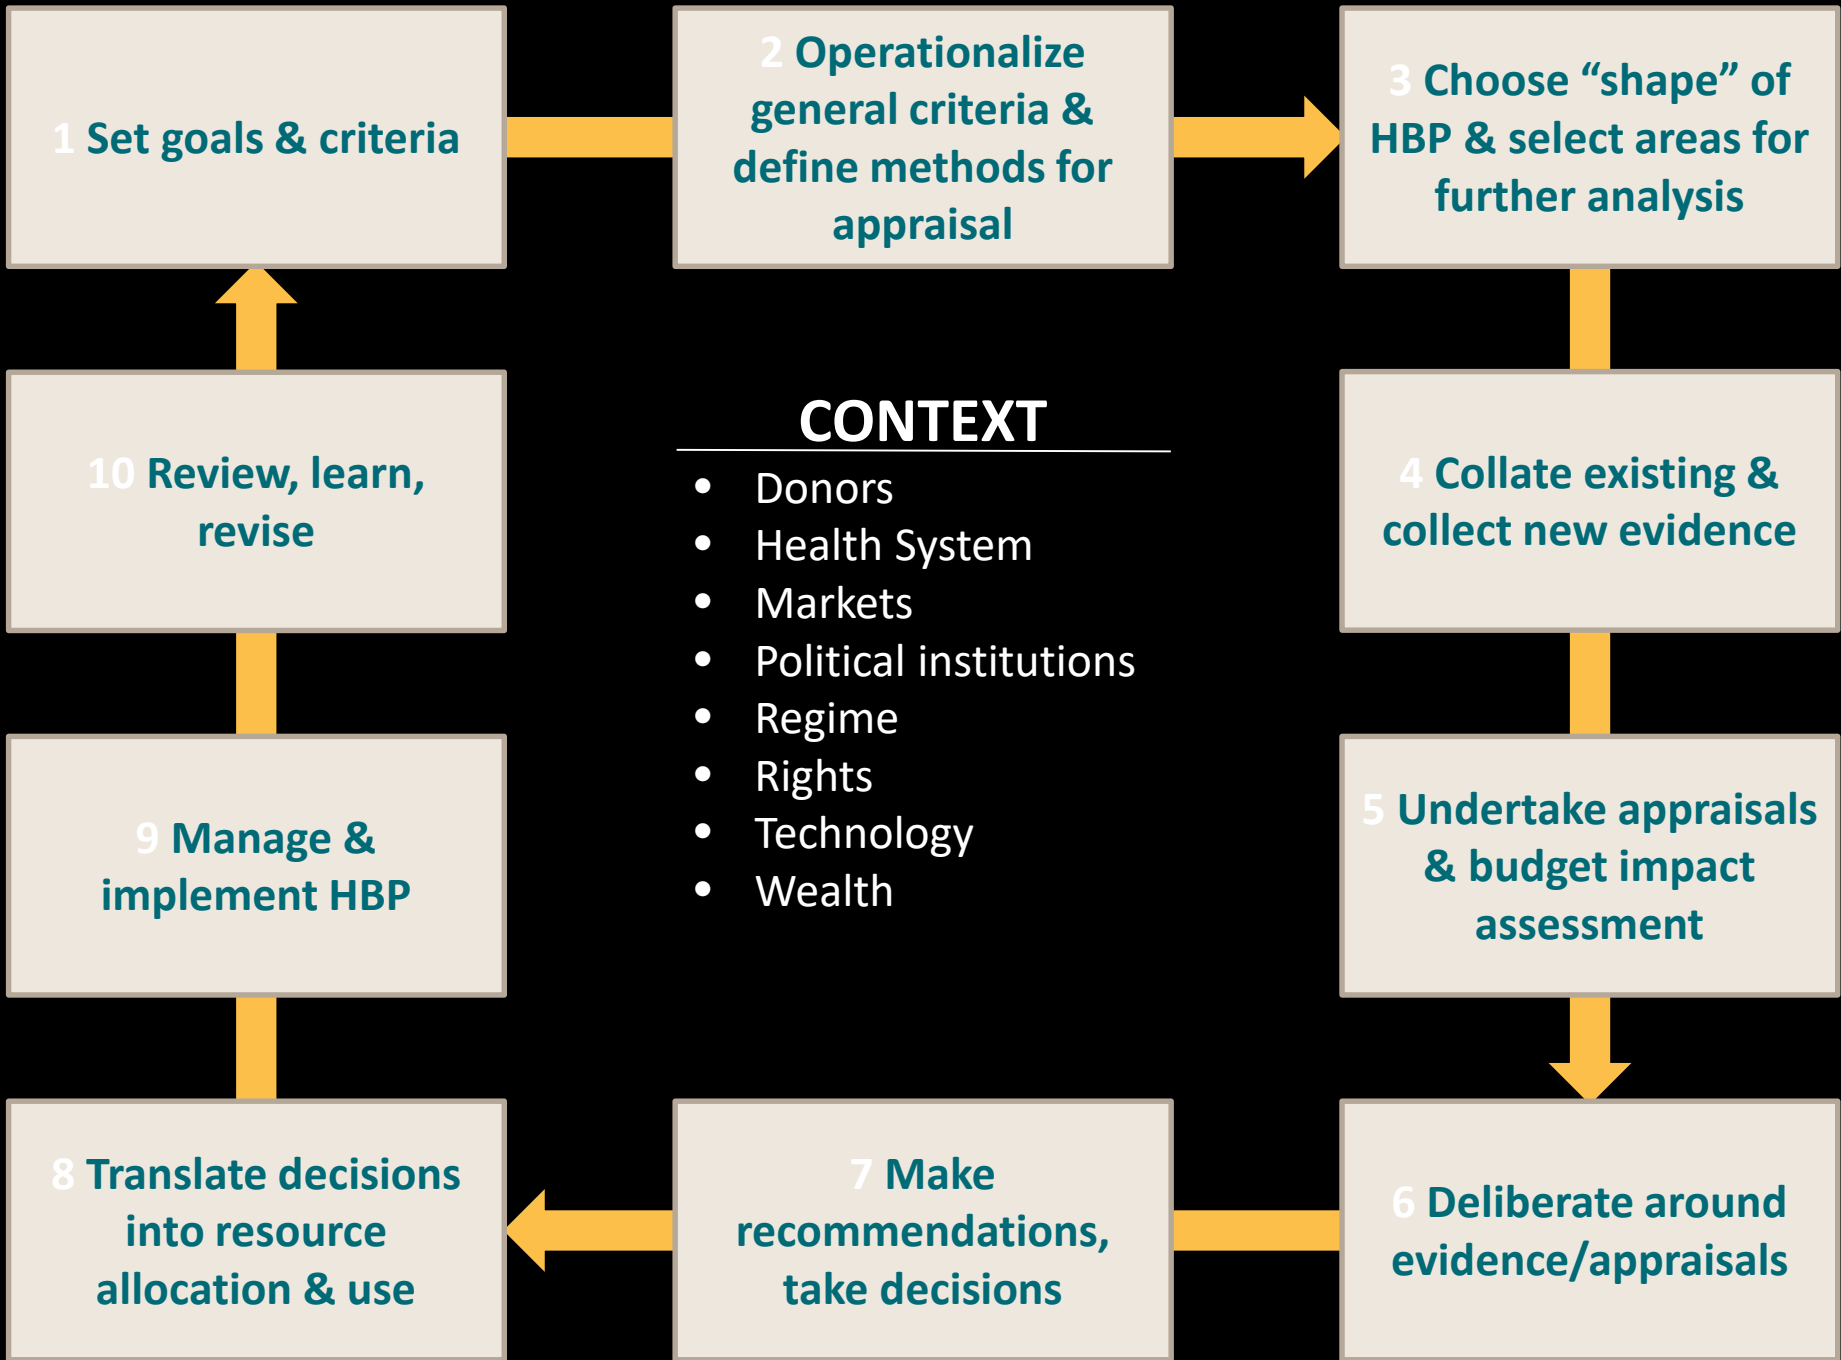 1 Set goals & criteria
2 Operationalize
general criteria &
define methods for
appraisal
3 Choose “shape” of
HBP & select areas for
further analysis
4 Collate existing &
collect new evidence
5 Undertake appraisals
& budget impact
assessment
6 Deliberate around
evidence/appraisals
7 Make
recommendations,
take decisions
8 Translate decisions
into resource
allocation & use
9 Manage &
implement HBP
10 Review, learn,
revise
CONTEXT
• Donors
• Health System
• Markets
• Political institutions
• Regime
• Rights
• Technology
• Wealth